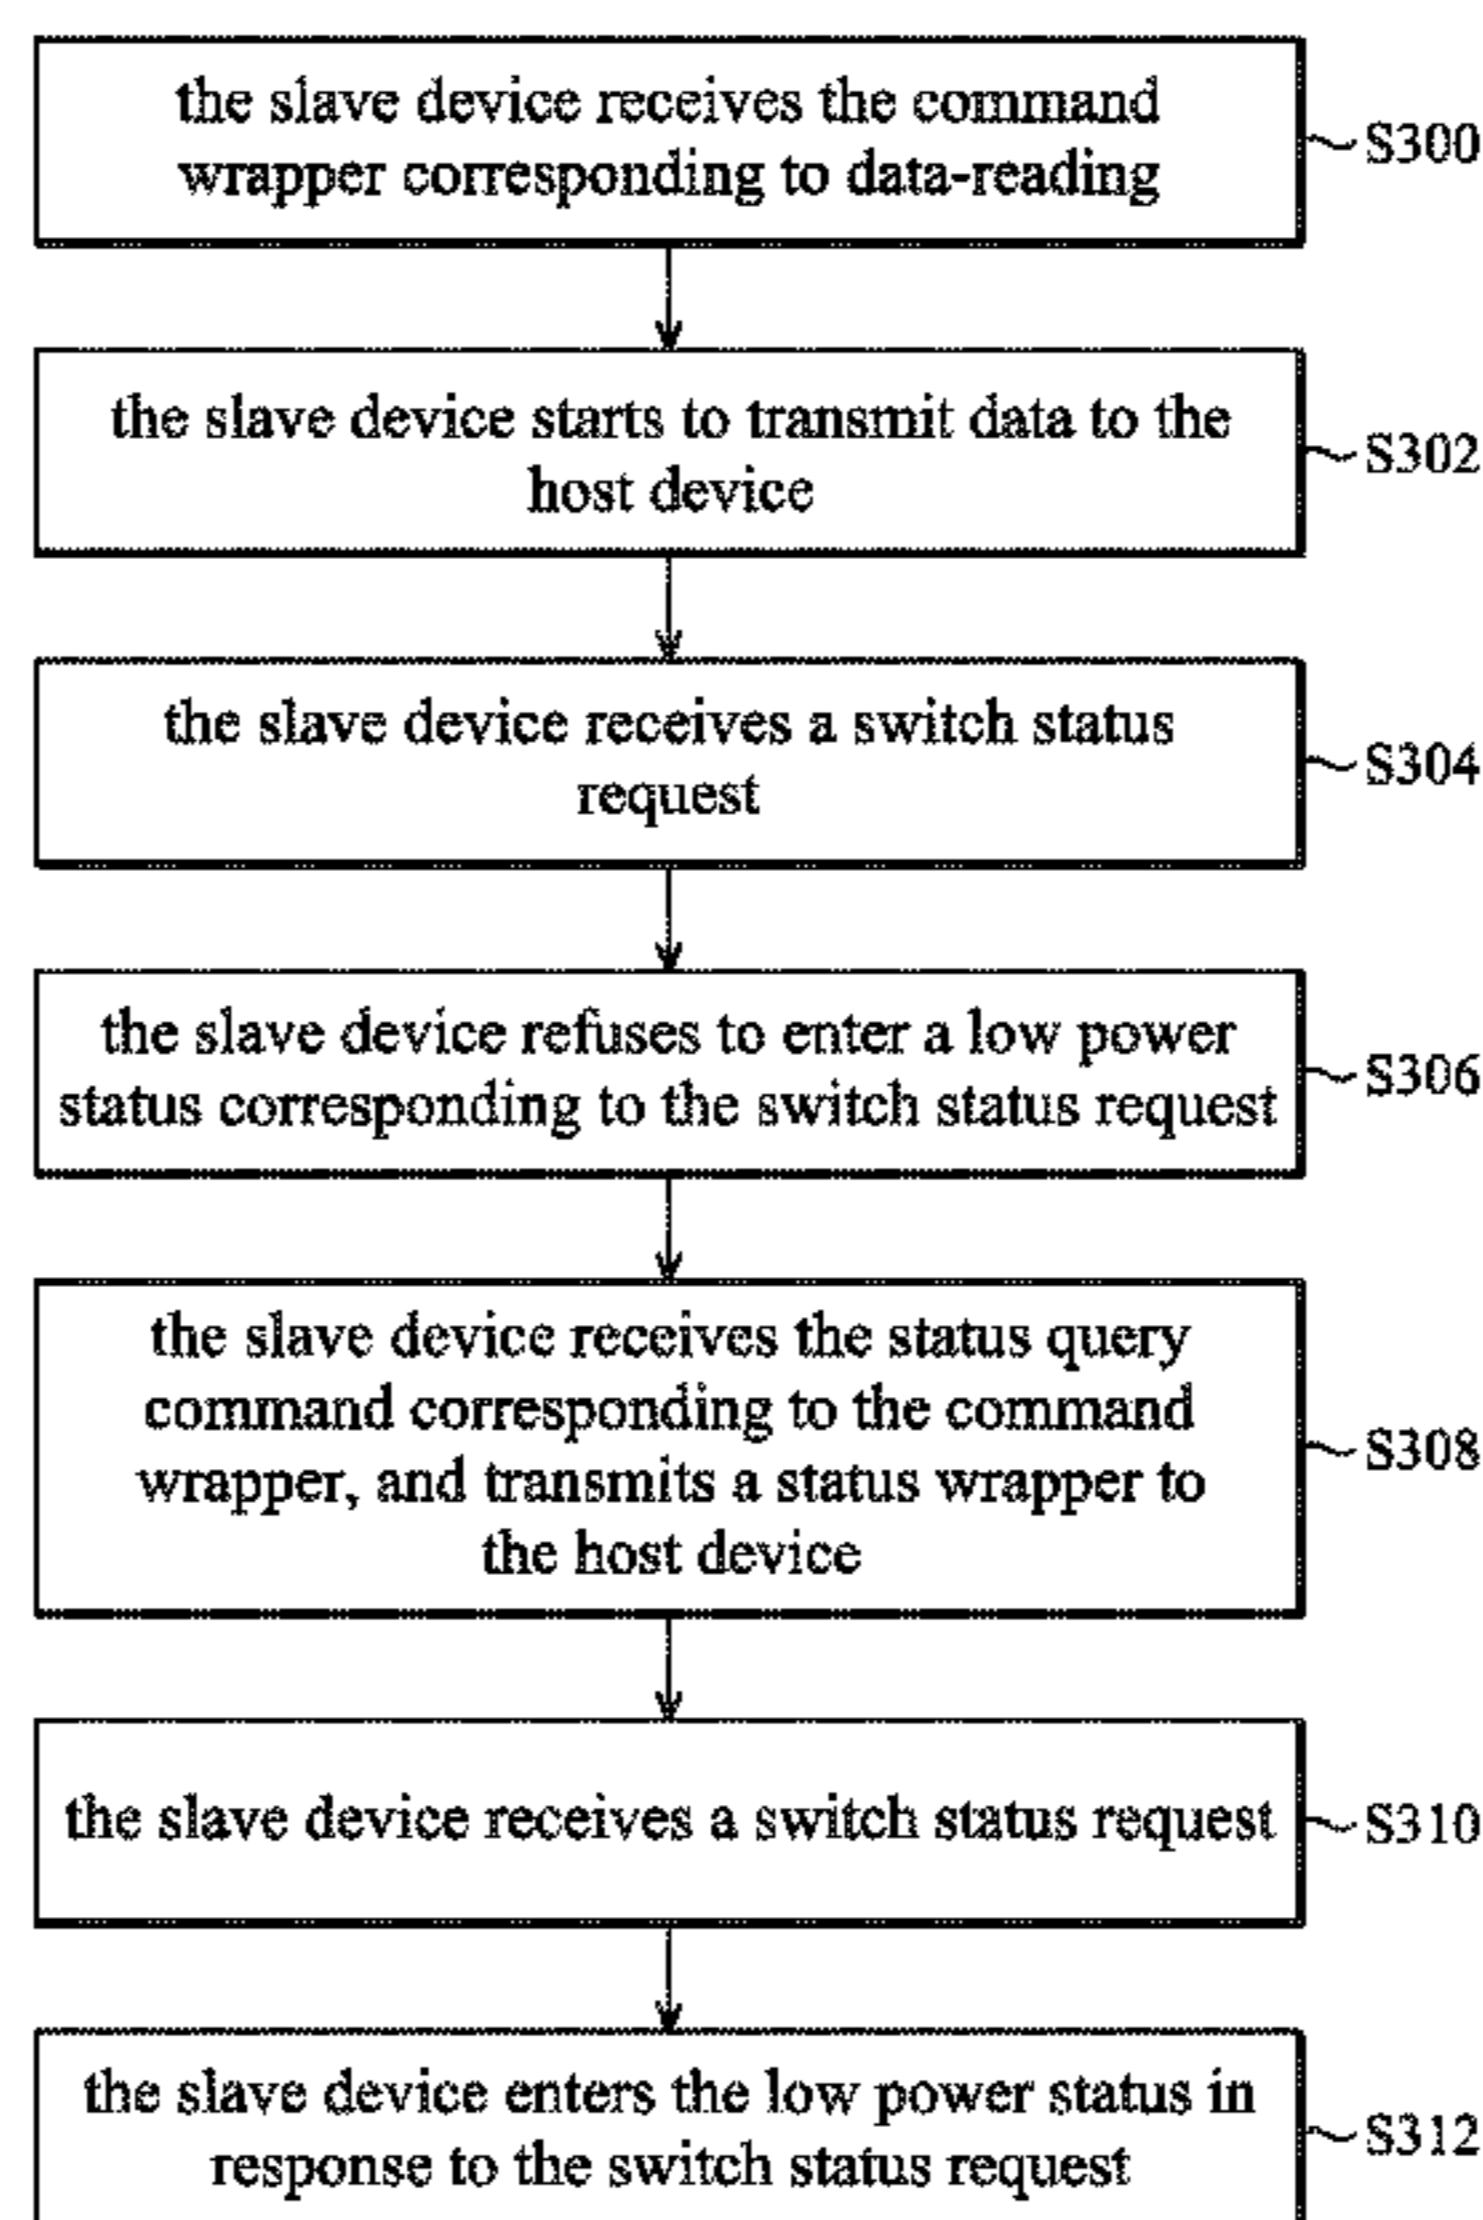 the slave device receives the command
wrapper corresponding to data-reading
S300
the slave device starts to transmit data to the
host device
S302
the slave device receives a switch status
request
S304
the slave device refuses to enter a low power
status corresponding to the switch status request
S306
the slave device receives the status query
command corresponding to the command
wrapper, and transmits a status wrapper to
the host device
S308
the slave device receives a switch status request
S310
the slave device enters the low power status in
response to the switch status request
S312